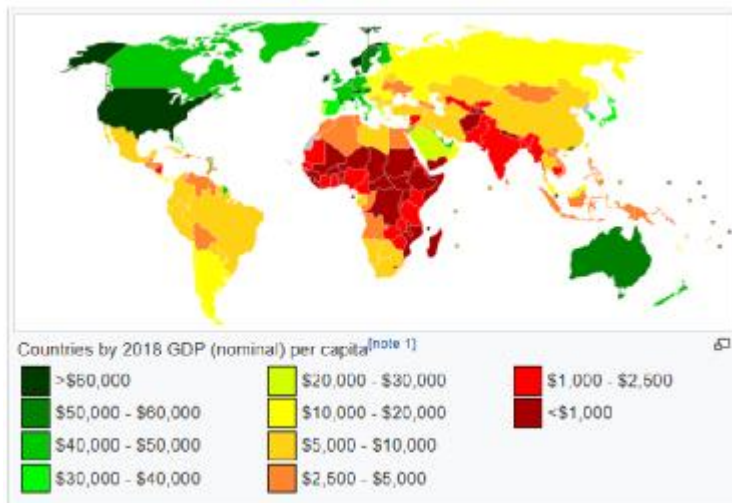 Countries by 2018 GDP (nominal) per capita[note 1]
>$60,000
$50,000 - $60,000
$40,000 - $50,000
$30,000 - $40,000
$20,000 - $30,000
$10,000 - $20,000
$5,000 - $10,000
$2,500 - $5,000
$1,000 - $2,500
<$1,000